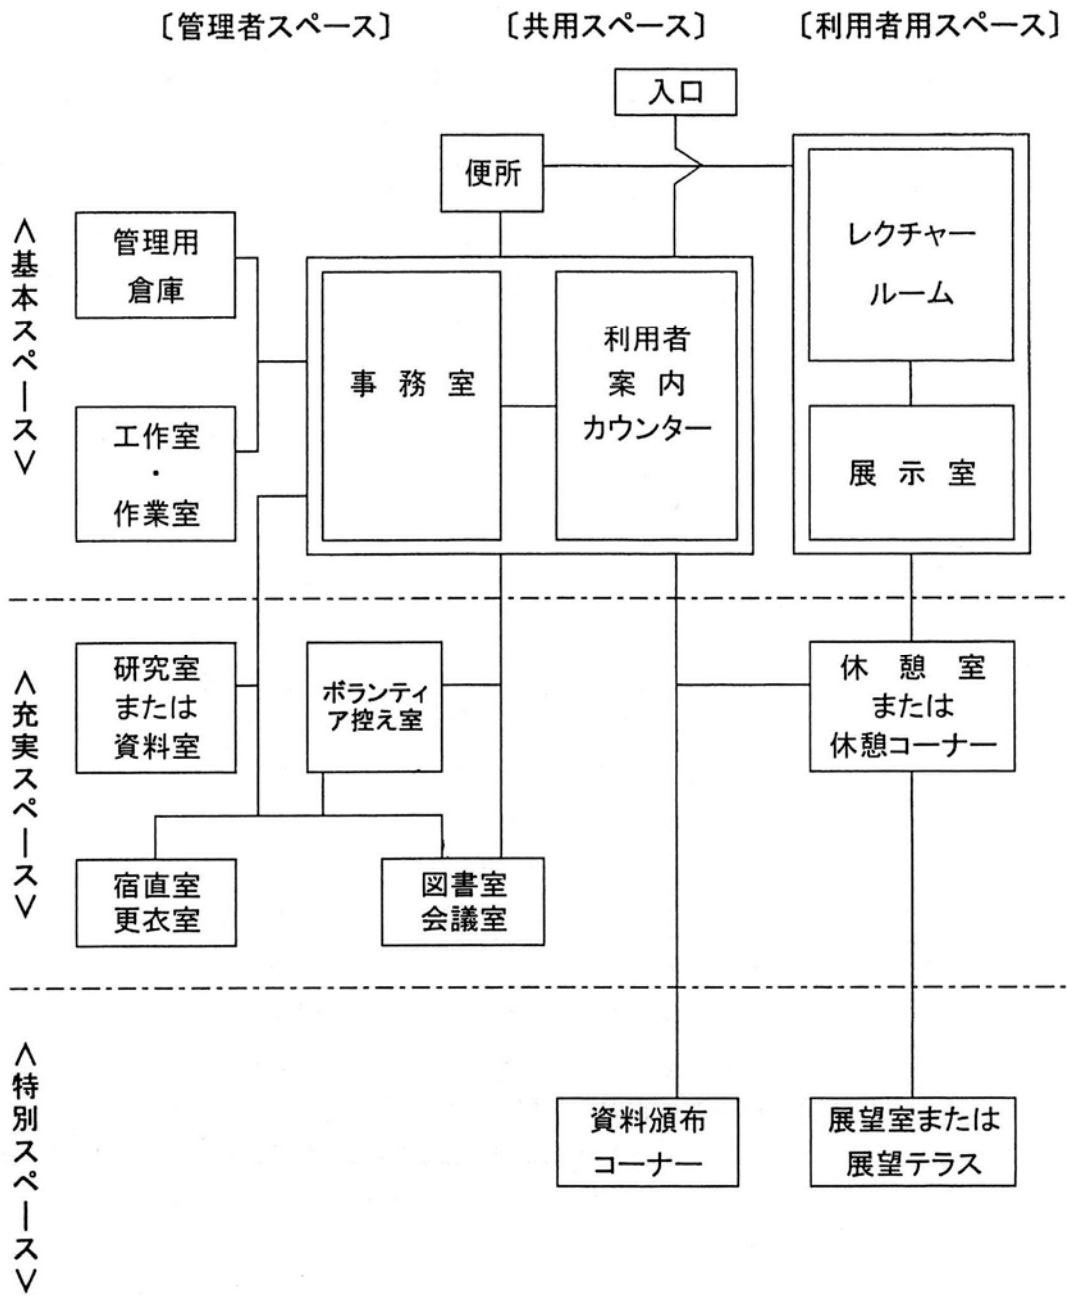 〔管理者スペース〕
〔共用スペース〕
〔利用者用スペース〕
入口
便所
<基本スペース>
管理用
倉庫
工作室
・
作業室
事務室
利用者
案内
カウンター
レクチャー
ルーム
展示室
<充実スペース>
研究室
または
資料室
ボランティ
ア控え室
休憩室
または
休憩コーナー
宿直室
更衣室
図書室
会議室
<特別スペース>
資料頒布
コーナー
展望室または
展望テラス